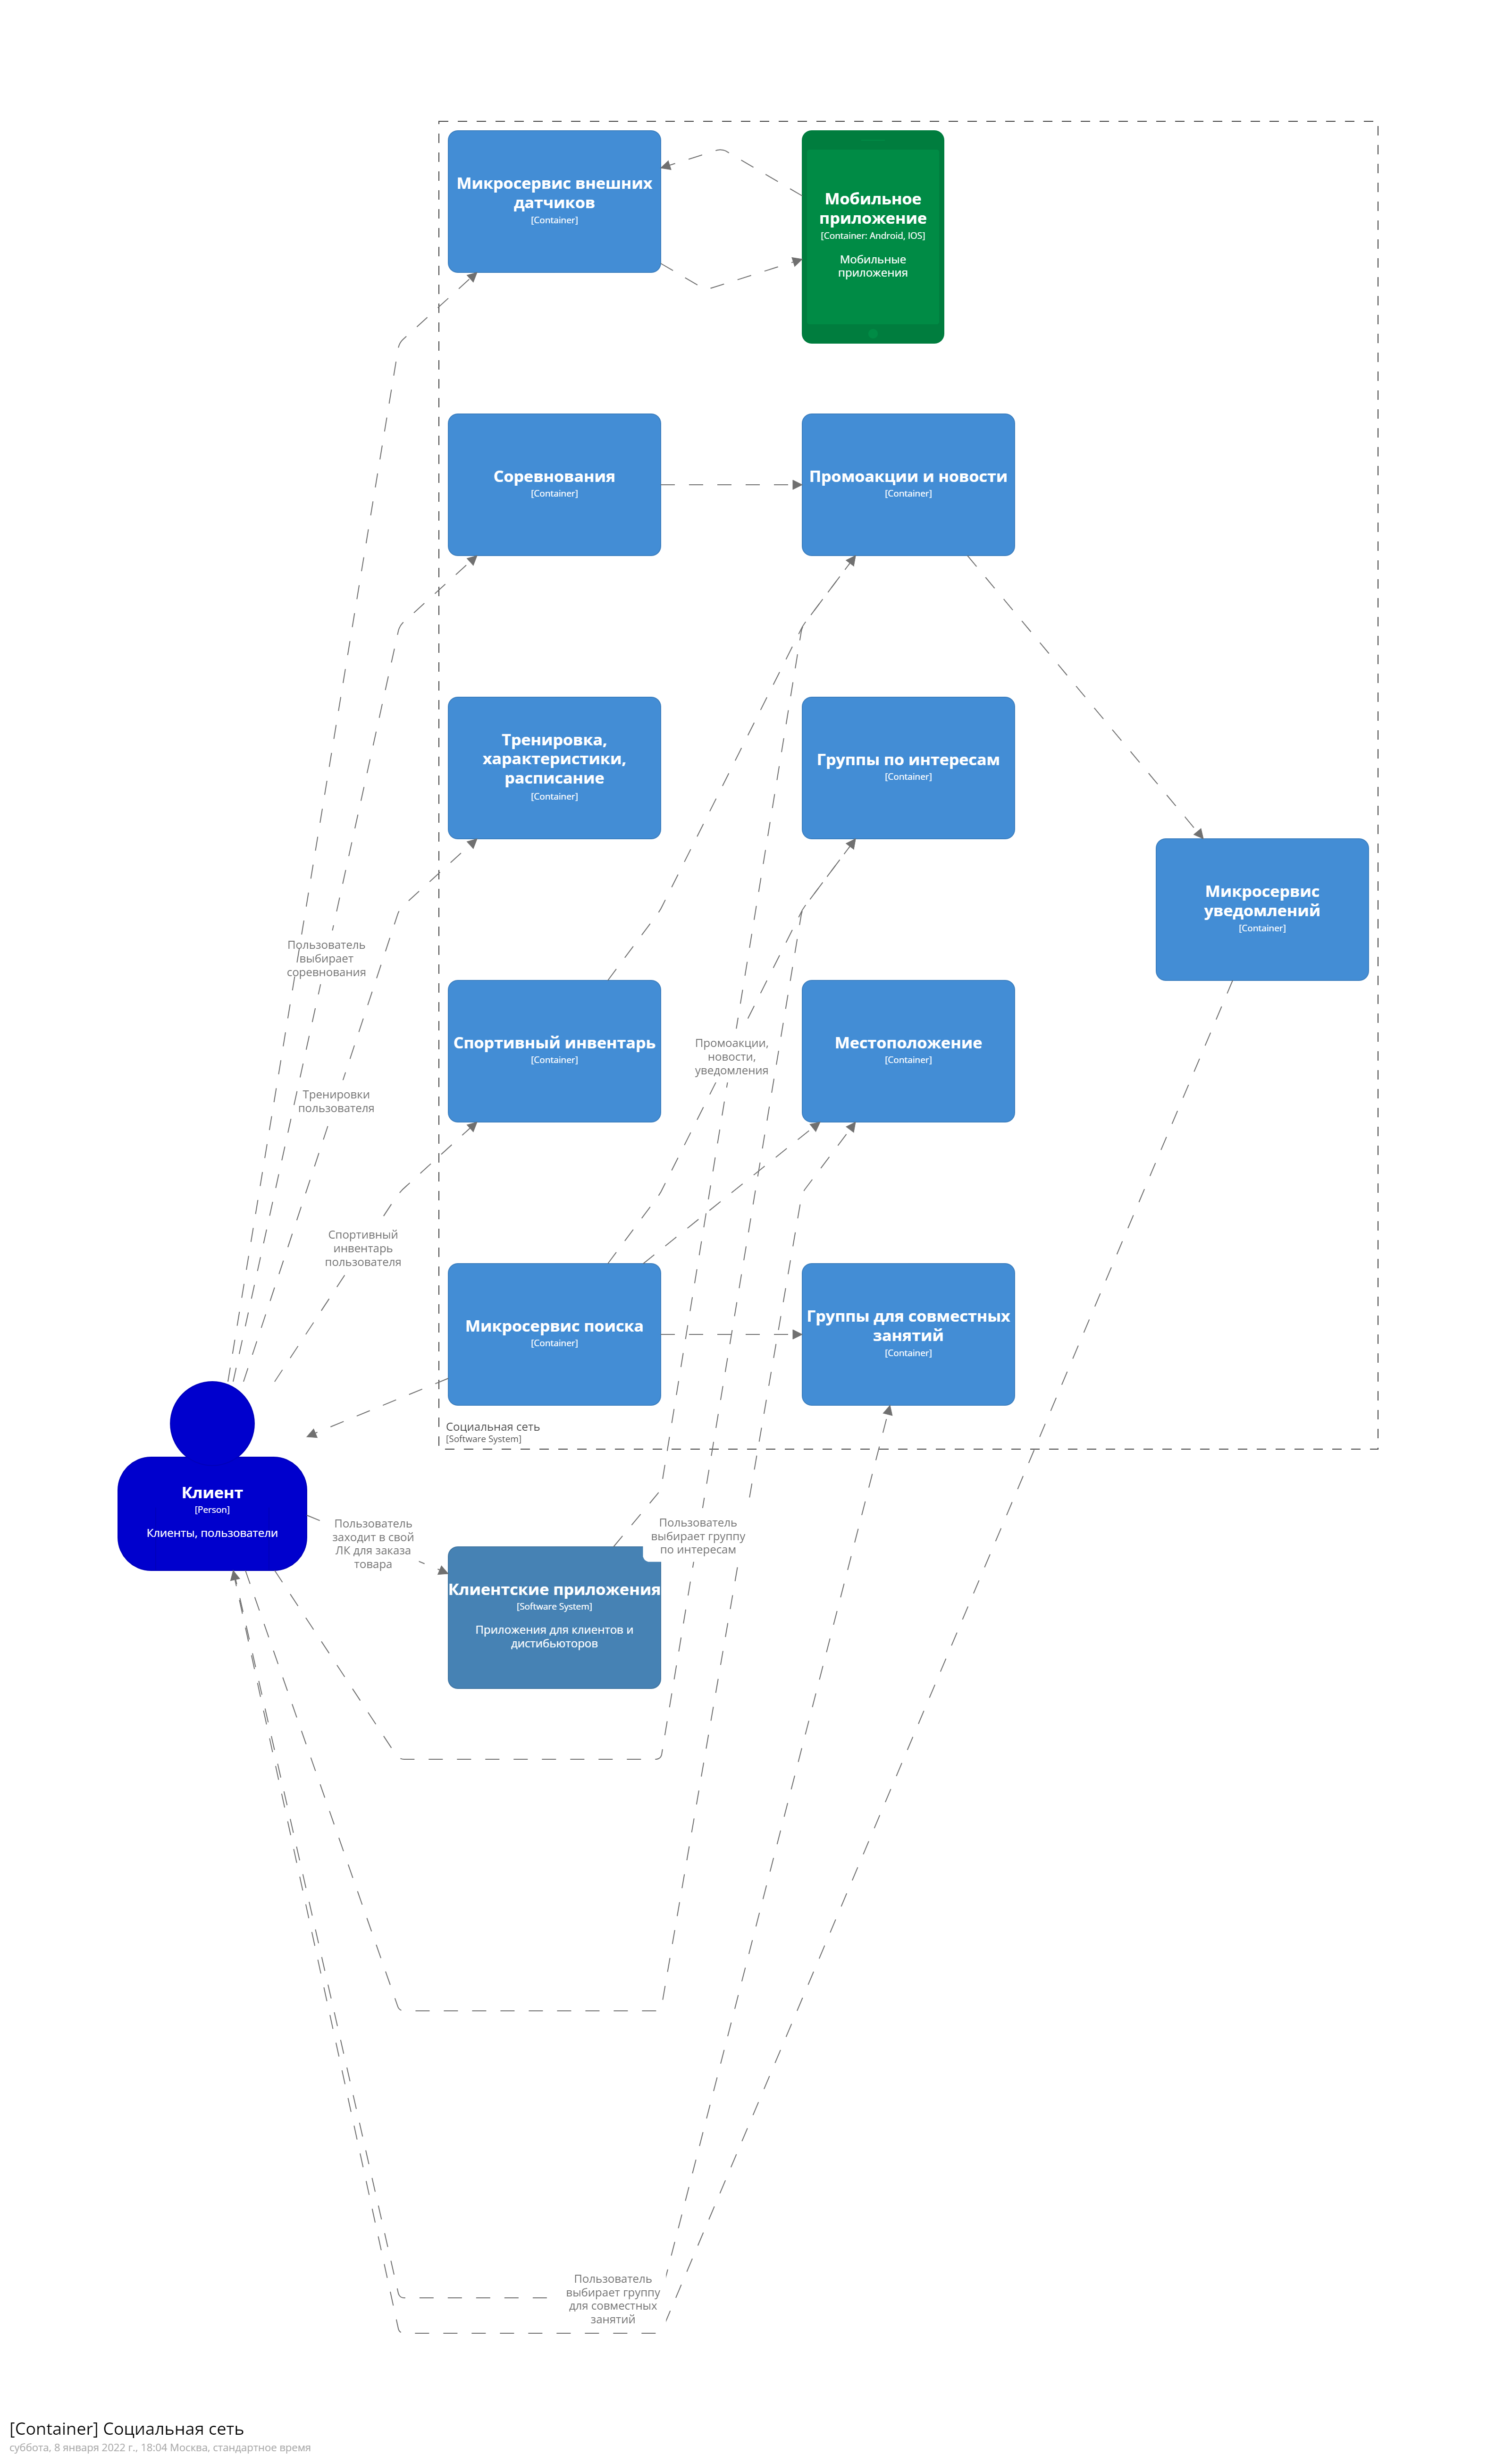 Микросервис внешних
датчиков
[Container]
Мобильное
приложение
[Container: Android, IOS]
Мобильные
приложения
Соревнования
[Container]
Промоакции и новости
[Container]
Тренировка,
характеристики,
расписание
[Container]
Группы по интересам
[Container]
Микросервис
уведомлений
[Container]
Пользователь
выбирает
соревнования
Спортивный инвентарь
[Container]
Промоакции,
новости,
уведомления
Местоположение
[Container]
Тренировки
пользователя
Спортивный
инвентарь
пользователя
Микросервис поиска
[Container]
Группы для совместных
занятий
[Container]
Социальная сеть
[Software System]
Клиент
[Person]
Клиенты, пользователи
Пользователь
заходит в свой
ЛК для заказа
товара
Пользователь
выбирает группу
по интересам
Клиентские приложения
[Software System]
Приложения для клиентов и
дистибьюторов
Пользователь
выбирает группу
для совместных
занятий
[Container] Социальная сеть
суббота, 8 января 2022 г., 18:04 Москва, стандартное время